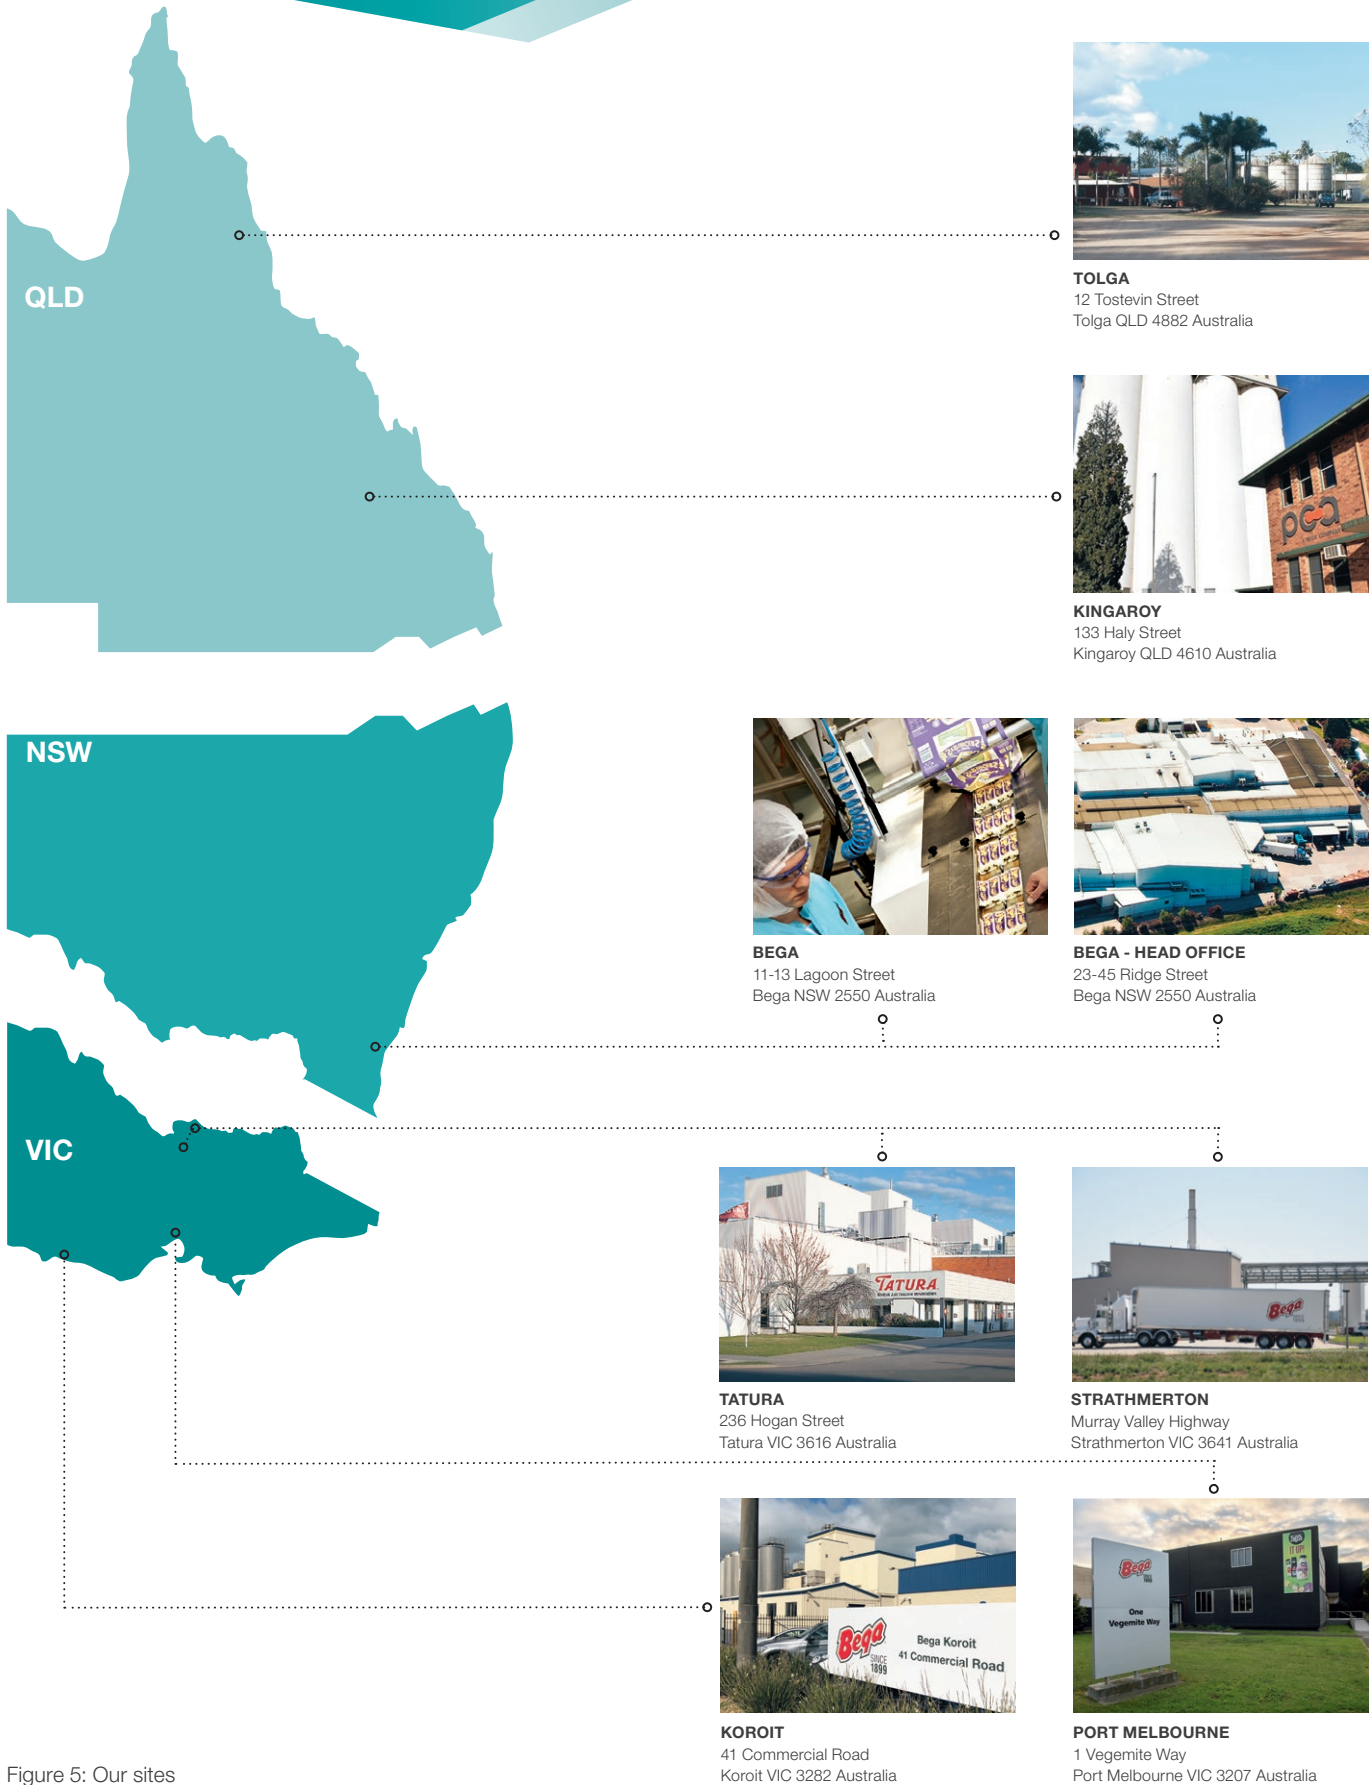 QLD
TOLGA
12 Tostevin Street
Tolga QLD 4882 Australia
pca
KINGAROY
133 Haly Street
Kingaroy QLD 4610 Australia
NSW
BEGA
11-13 Lagoon Street
Bega NSW 2550 Australia
BEGA - HEAD OFFICE
23-45 Ridge Street
Bega NSW 2550 Australia
VIC
TATURA
Bega
TATURA
236 Hogan Street
Tatura VIC 3616 Australia
STRATHMERTON
Murray Valley Highway
Strathmerton VIC 3641 Australia
Bega
SINCE
1899
Bega Koroit
41 Commercial Road
Bega
One
Vegemite Way
IT UP!
KOROIT
41 Commercial Road
Koroit VIC 3282 Australia
PORT MELBOURNE
1 Vegemite Way
Port Melbourne VIC 3207 Australia
Figure 5: Our sites